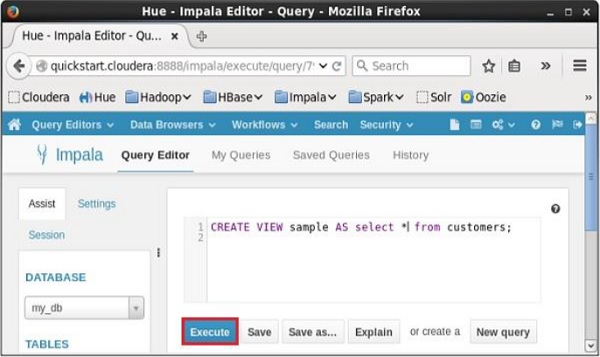 Hue - Impala Editor - Query - Mozilla Firefox
Hue - Impala Editor - Qu...
quickstart.cloudera:8888/impala/execute/query/7
Search
Cloudera Hue Hadoop HBase Impala Spark Solr Oozie
Query Editors Data Browsers Workflows Search Security
Impala Query Editor My Queries Saved Queries History
Assist Settings
Session
DATABASE
my_db
TABLES
1 CREATE VIEW sample AS select * from customers;
2
Execute Save Save as... Explain or create a New query